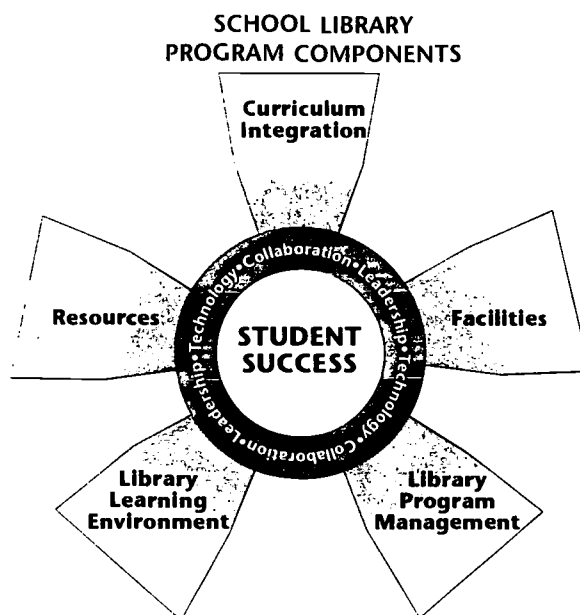 SCHOOL LIBRARY
PROGRAM COMPONENTS
Curriculum
Integration
Resources
Facilities
Technology•Collaboration•Leadership•Technology•Collaboration•Leadership•
STUDENT
SUCCESS
Library
Learning
Environment
Library
Program
Management